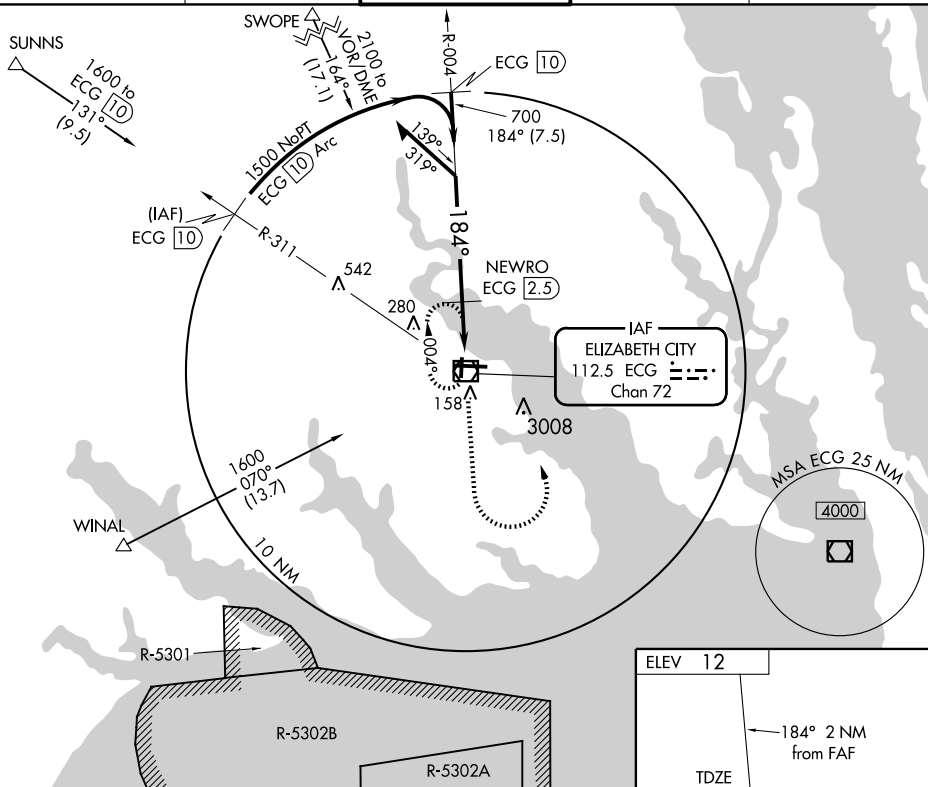 SUNNS
1600 to
ECG 10
131°
(9.5)
SWOPE
2100 to
VOR/DME
164°
(17.1)
R-004
ECG 10
700
184° (7.5)
1500 NoPT
ECG 10 Arc
139°
319°
(IAF)
ECG 10
R-311
184°
542
280
NEWRO
ECG 2.5
004°
IAF
ELIZABETH CITY
112.5 ECG
Chan 72
158
3008
1600
070°
(13.7)
WINAL
10 NM
MSA ECG 25 NM
4000
R-5301
R-5302B
R-5302A
ELEV 12
184° 2 NM
from FAF
TDZE